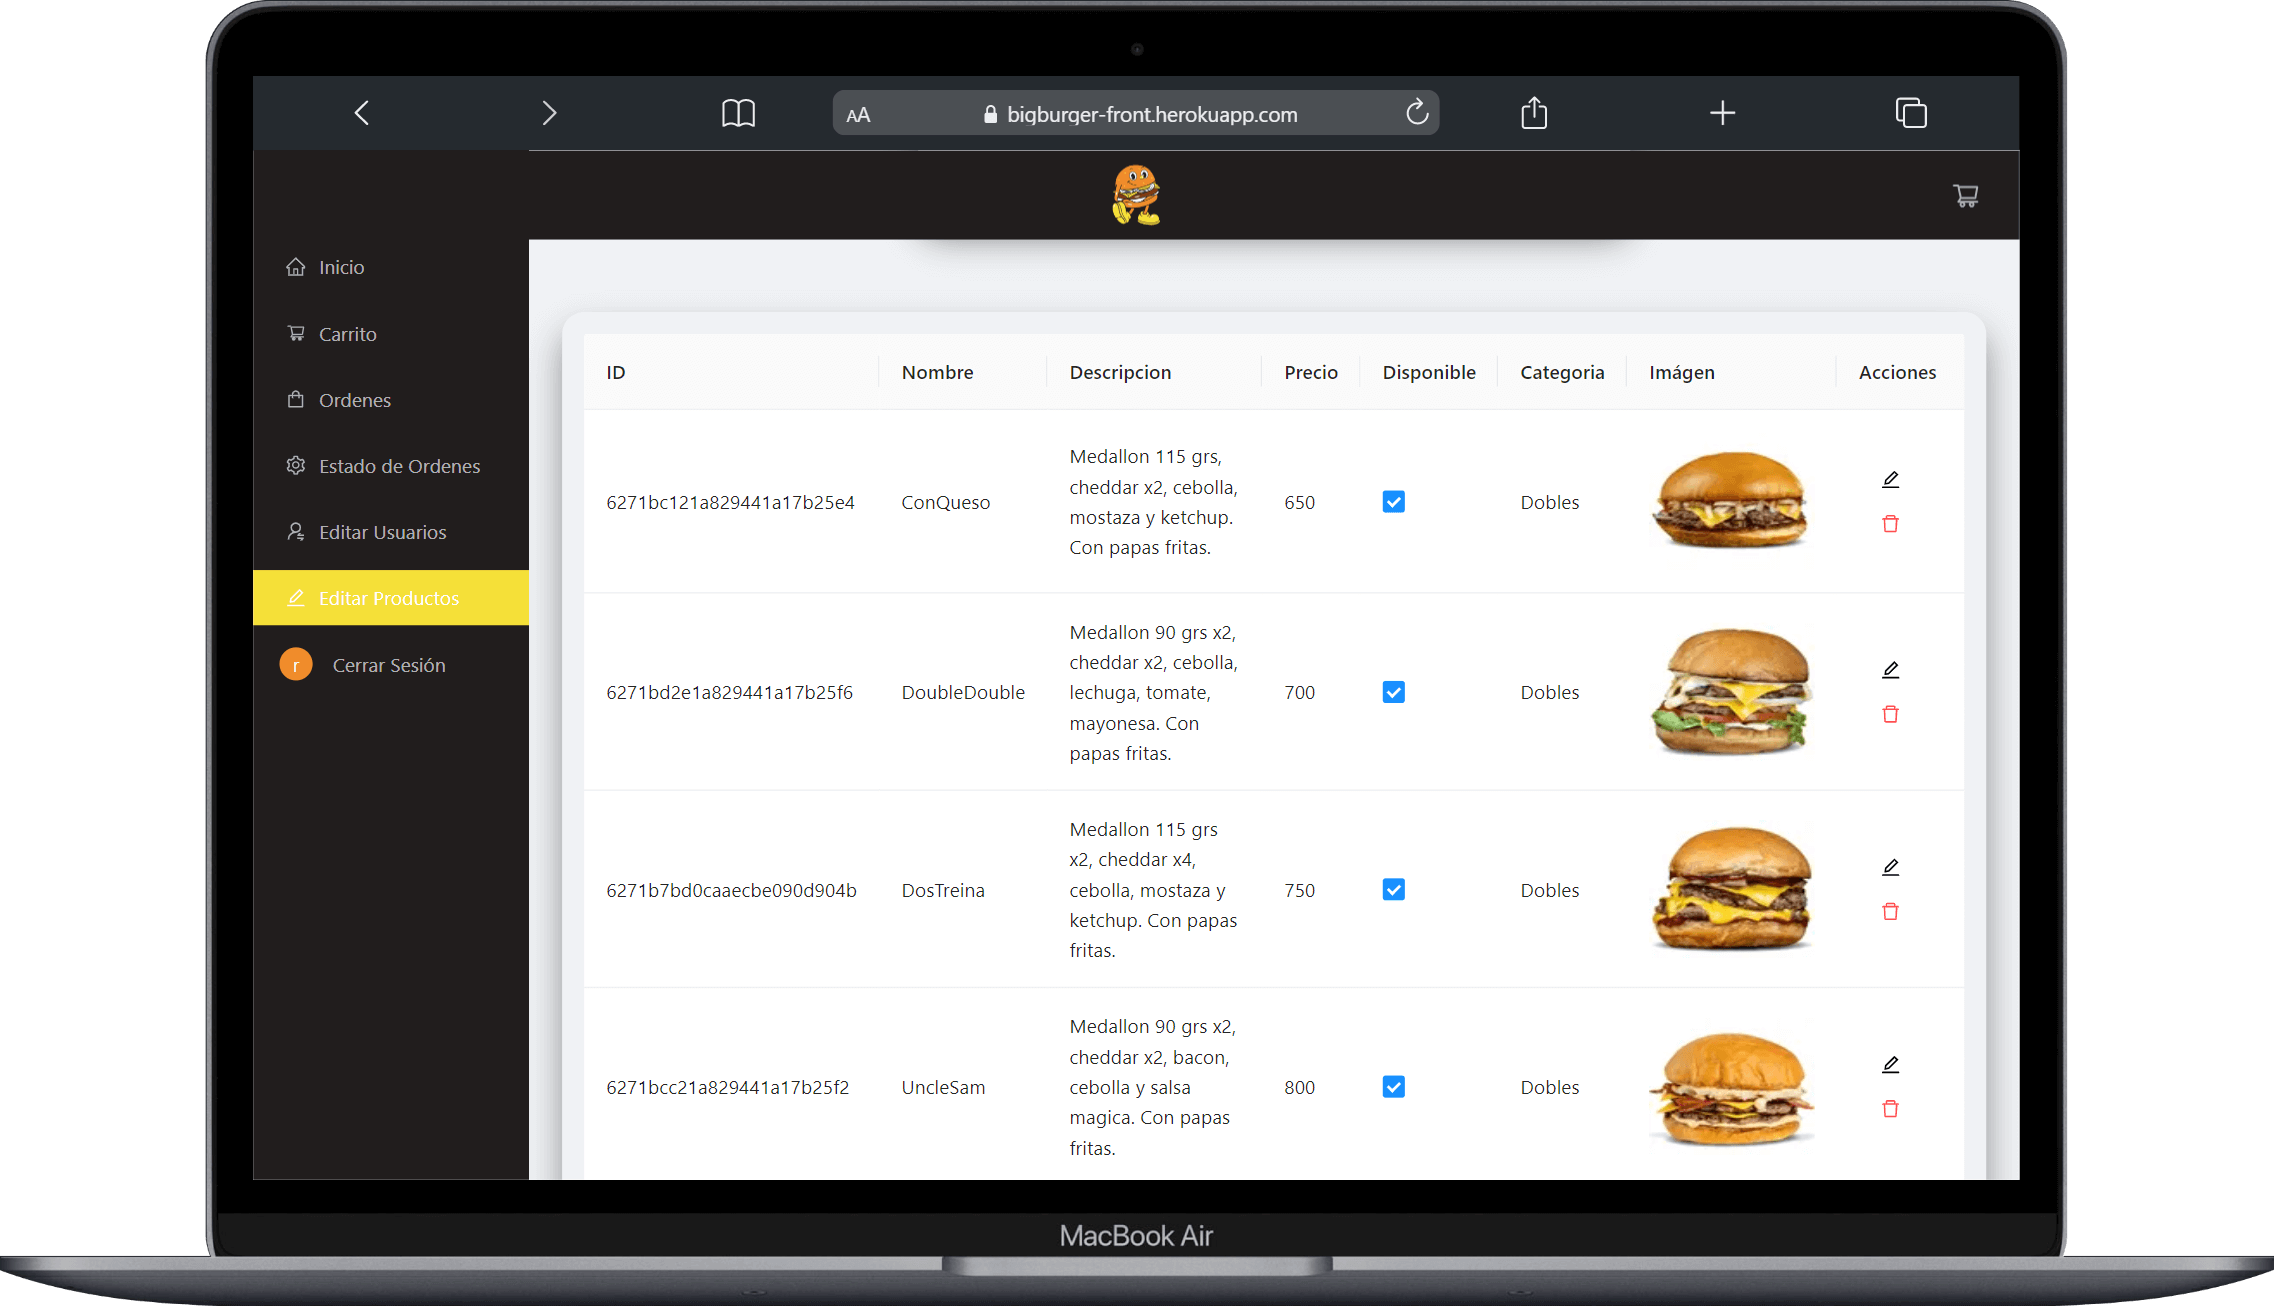 AA
bigburger-front.herokuapp.com
Inicio
Carrito
Ordenes
Estado de Ordenes
Editar Usuarios
Editar Productos
r Cerrar Sesión
ID Nombre Descripcion Precio Disponible Categoria Imágen Acciones
Medallon 115 grs,
cheddar x2, cebolla,
6271bc121a829441a17b25e4 ConQueso 650 Dobles
mostaza y ketchup.
Con papas fritas.
Medallon 90 grs x2,
cheddar x2, cebolla,
6271bd2e1a829441a17b25f6 DoubleDouble lechuga, tomate, 700 Dobles
mayonesa. Con
papas fritas.
Medallon 115 grs
x2, cheddar x4,
6271b7bd0caaecbe090d904b DosTreina cebolla, mostaza y 750 Dobles
ketchup. Con papas
fritas.
Medallon 90 grs x2,
cheddar x2, bacon,
6271bcc21a829441a17b25f2 UncleSam cebolla y salsa 800 Dobles
magica. Con papas
fritas.
MacBook Air